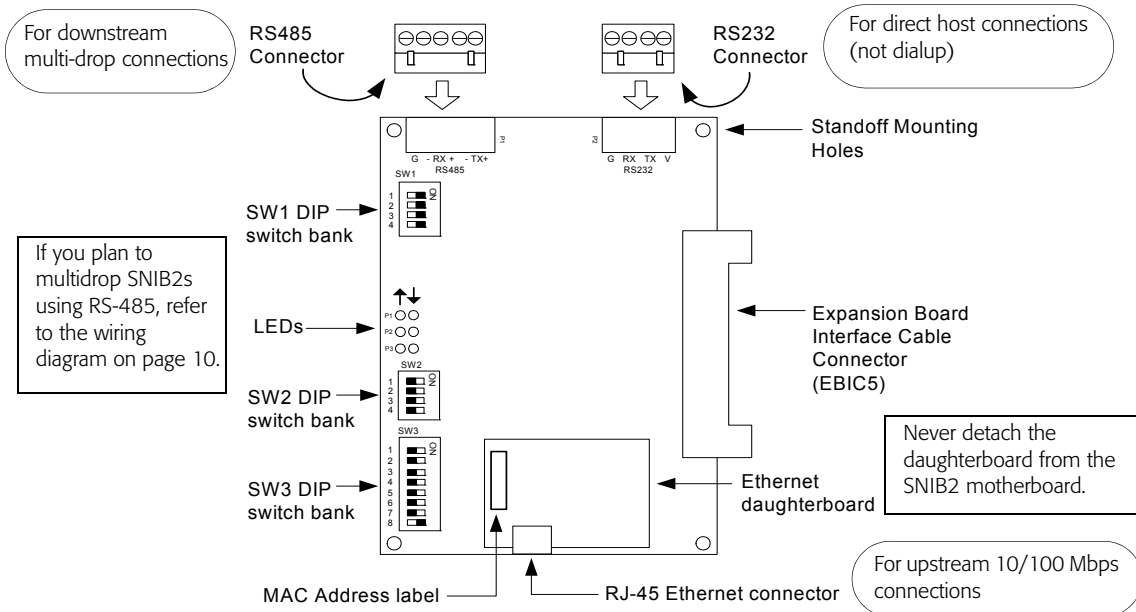 For downstream
multi-drop connections
RS485
Connector
RS232
Connector
For direct host connections
(not dialup)
Standoff Mounting
Holes
P1
P2
G - RX + - TX+
RS485
G RX TX V
RS232
SW1
ON
1
2
3
4
SW1 DIP
switch bank
If you plan to
multidrop SNIB2s
using RS-485, refer
to the wiring
diagram on page 10.
LEDs
P1
P2
P3
Expansion Board
Interface Cable
Connector
(EBIC5)
SW2
ON
1
2
3
4
SW2 DIP
switch bank
SW3
ON
1
2
3
4
5
6
7
8
SW3 DIP
switch bank
Never detach the
daughterboard from the
SNIB2 motherboard.
Ethernet
daughterboard
For upstream 10/100 Mbps
connections
MAC Address label
RJ-45 Ethernet connector